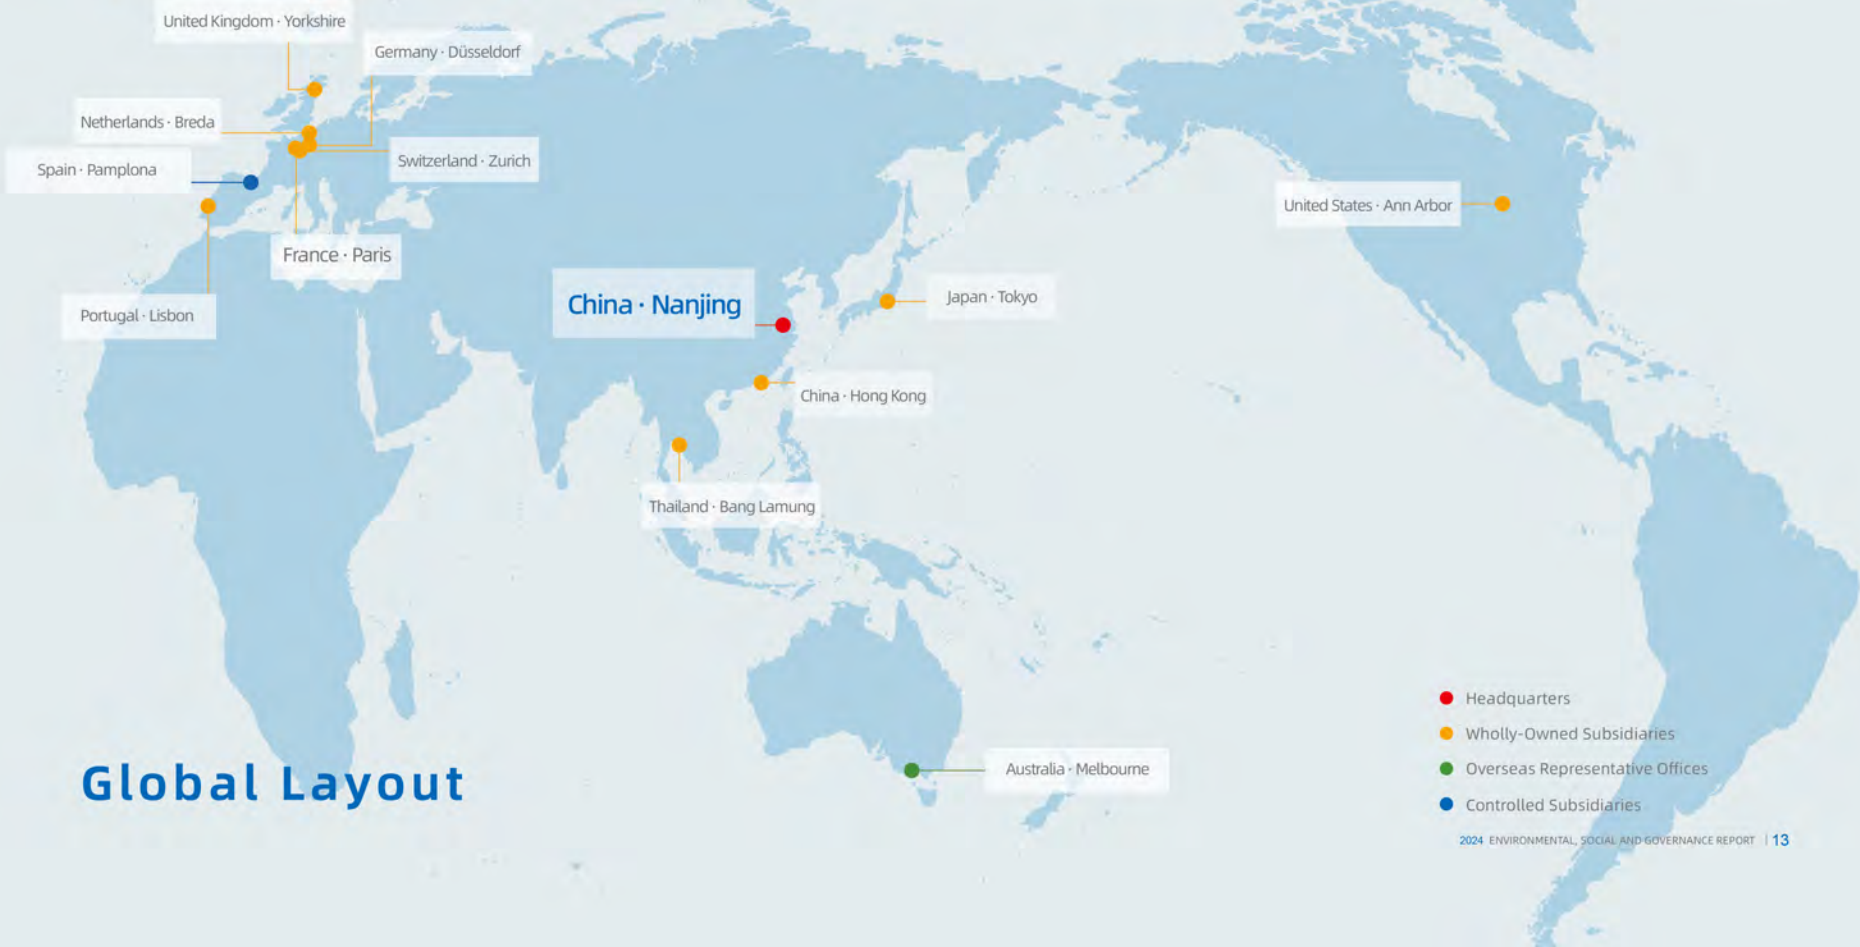 United Kingdom · Yorkshire
Germany · Düsseldorf
Netherlands · Breda
Switzerland · Zurich
Spain · Pamplona
United States · Ann Arbor
France · Paris
China · Nanjing
Japan · Tokyo
Portugal · Lisbon
China · Hong Kong
Thailand · Bang Lamung
Global Layout
Australia · Melbourne
Headquarters
Wholly-Owned Subsidiaries
Overseas Representative Offices
Controlled Subsidiaries
2024 ENVIRONMENTAL, SOCIAL AND GOVERNANCE REPORT | 13